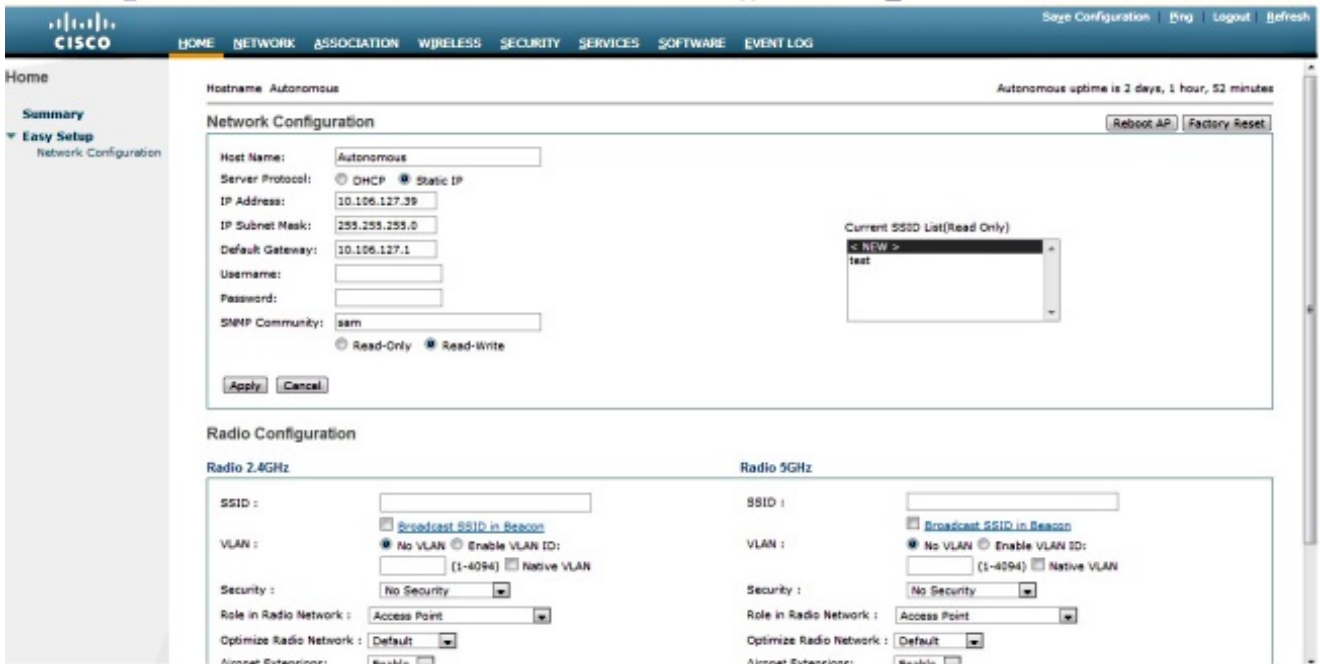 Save Configuration Ping Logout Refresh
CISCO
HOME NETWORK ASSOCIATION WIRELESS SECURITY SERVICES SOFTWARE EVENT LOG
Home
Summary
Easy Setup
Network Configuration
Hostname Autonomous
Autonomous uptime is 2 days, 1 hour, 52 minutes
Network Configuration
Reboot AP Factory Reset
Host Name: Autonomous
Server Protocol: DHCP Static IP
IP Address: 10.106.127.39
IP Subnet Mask: 255.255.255.0
Default Gateway: 10.106.127.1
Username:
Password:
SNMP Community: sam
Read-Only Read-Write
Current SSID List(Read Only)
< NEW >
test
Apply Cancel
Radio Configuration
Radio 2.4GHz
SSID :
Broadcast SSID in Beacon
VLAN : No VLAN Enable VLAN ID:
(1-4094) Native VLAN
Security : No Security
Role in Radio Network : Access Point
Optimize Radio Network : Default
Aironet Extensions: Enable
Radio 5GHz
SSID :
Broadcast SSID in Beacon
VLAN : No VLAN Enable VLAN ID:
(1-4094) Native VLAN
Security : No Security
Role in Radio Network : Access Point
Optimize Radio Network : Default
Aironet Extensions: Enable